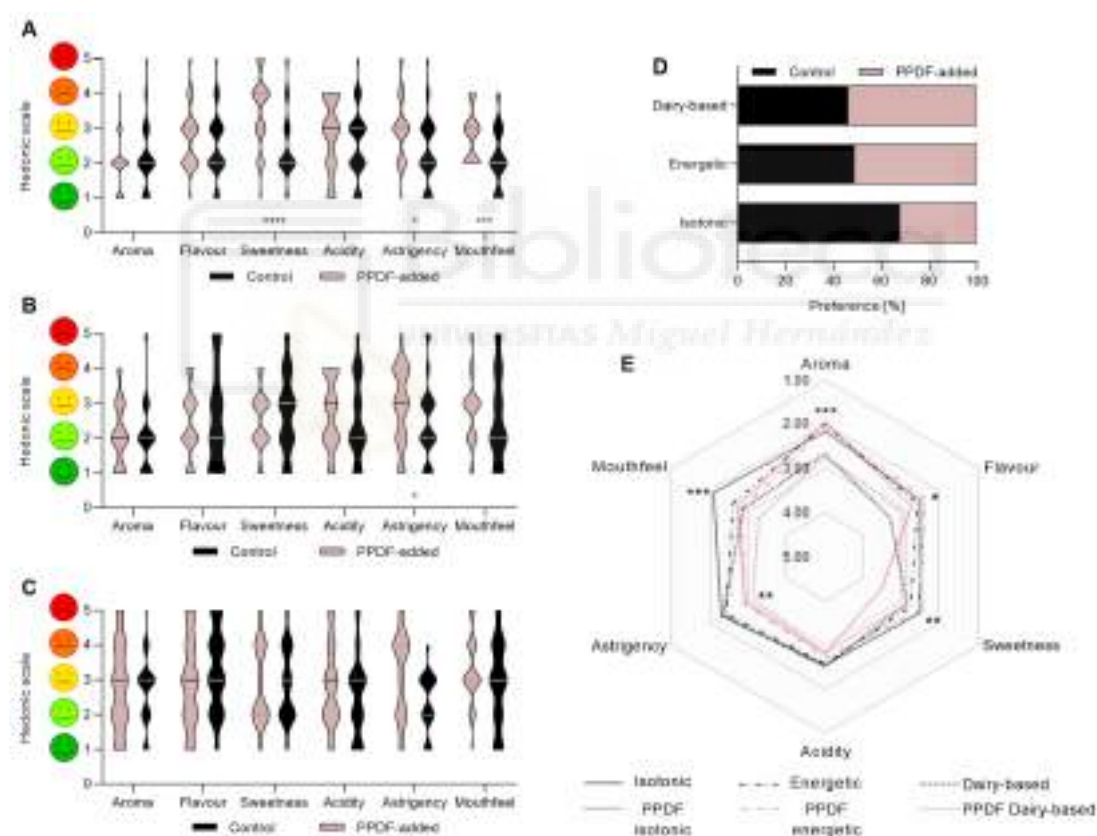 A
Hedonic scale
5
4
3
2
1
0
**** * ***
Aroma Flavour Sweetness Acidity Astrigency Mouthfeel
Control PPDF-added
B
Hedonic scale
5
4
3
2
1
0
*
Aroma Flavour Sweetness Acidity Astrigency Mouthfeel
Control PPDF-added
C
Hedonic scale
5
4
3
2
1
0
Aroma Flavour Sweetness Acidity Astrigency Mouthfeel
Control PPDF-added
D
Control PPDF-added
Dairy-based
Energetic
Isotonic
0 20 40 60 80 100
Preference [%]
Biblioteca
UNIVERSITAS Miguel Hernández
E
Aroma
1.00
***
2.00
Mouthfeel Flavour
3.00
*** *
4.00
5.00
**
**
Astrigency Sweetness
Acidity
Isotonic Energetic Dairy-based
PPDF isotonic PPDF energetic PPDF Dairy-based